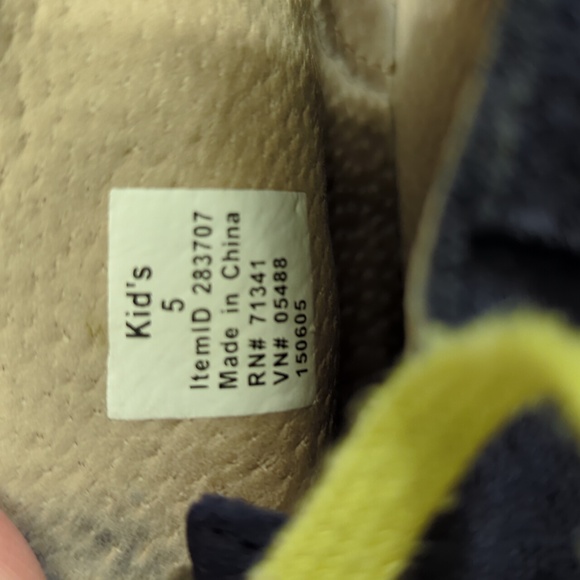 Kid's
5
ItemID 283707
Made in China
RN# 71341
VN# 05488
150605